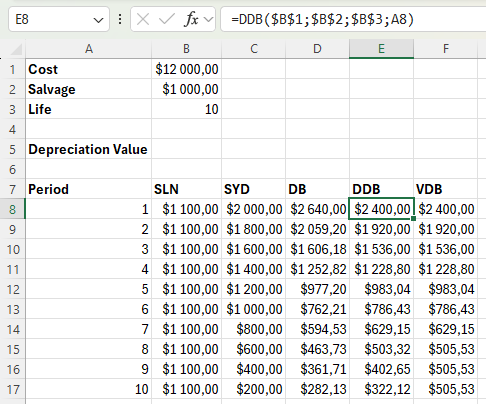 E8 fx =DDB($B$1;$B$2;$B$3;A8)
A B C D E F
1 Cost $12 000,00
2 Salvage $1 000,00
3 Life 10
4
5 Depreciation Value
6
7 Period SLN SYD DB DDB VDB
8 1 $1 100,00 $2 000,00 $2 640,00 $2 400,00 $2 400,00
9 2 $1 100,00 $1 800,00 $2 059,20 $1 920,00 $1 920,00
10 3 $1 100,00 $1 600,00 $1 606,18 $1 536,00 $1 536,00
11 4 $1 100,00 $1 400,00 $1 252,82 $1 228,80 $1 228,80
12 5 $1 100,00 $1 200,00 $977,20 $983,04 $983,04
13 6 $1 100,00 $1 000,00 $762,21 $786,43 $786,43
14 7 $1 100,00 $800,00 $594,53 $629,15 $629,15
15 8 $1 100,00 $600,00 $463,73 $503,32 $505,53
16 9 $1 100,00 $400,00 $361,71 $402,65 $505,53
17 10 $1 100,00 $200,00 $282,13 $322,12 $505,53